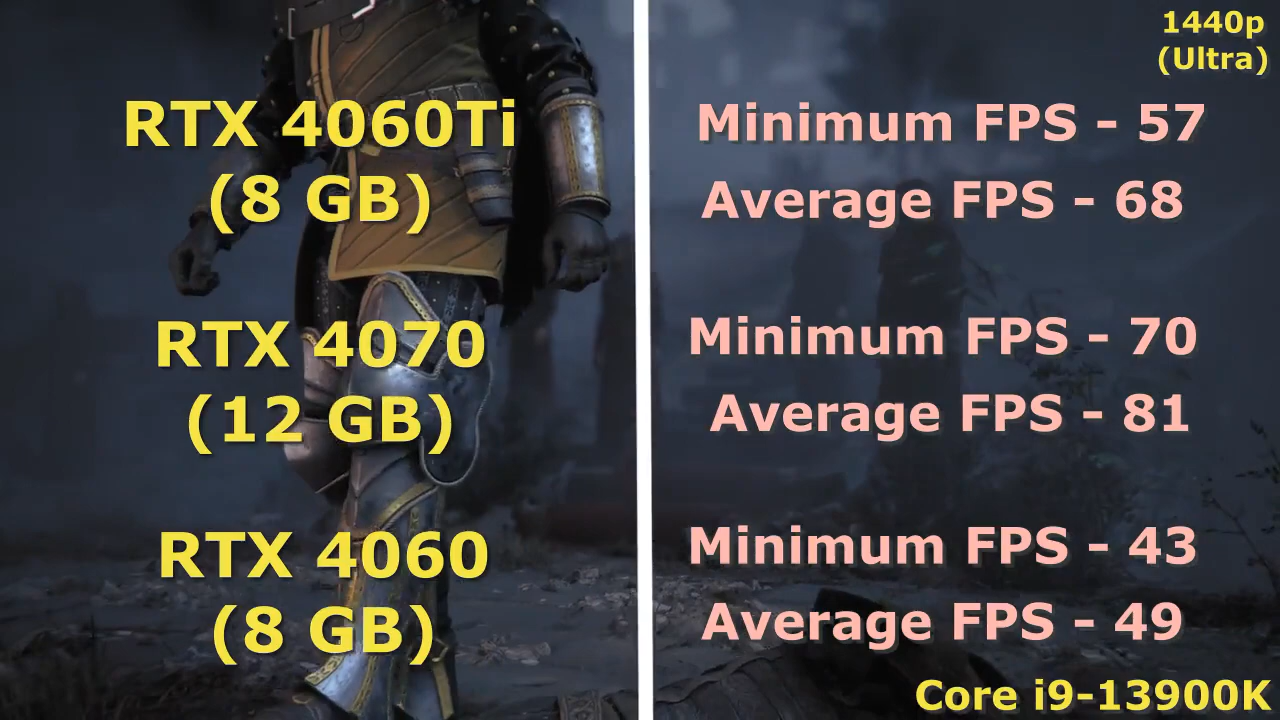 1440p
(Ultra)
RTX 4060Ti
(8 GB)
Minimum FPS - 57
Average FPS - 68
RTX 4070
(12 GB)
Minimum FPS - 70
Average FPS - 81
RTX 4060
(8 GB)
Minimum FPS - 43
Average FPS - 49
Core i9-13900K